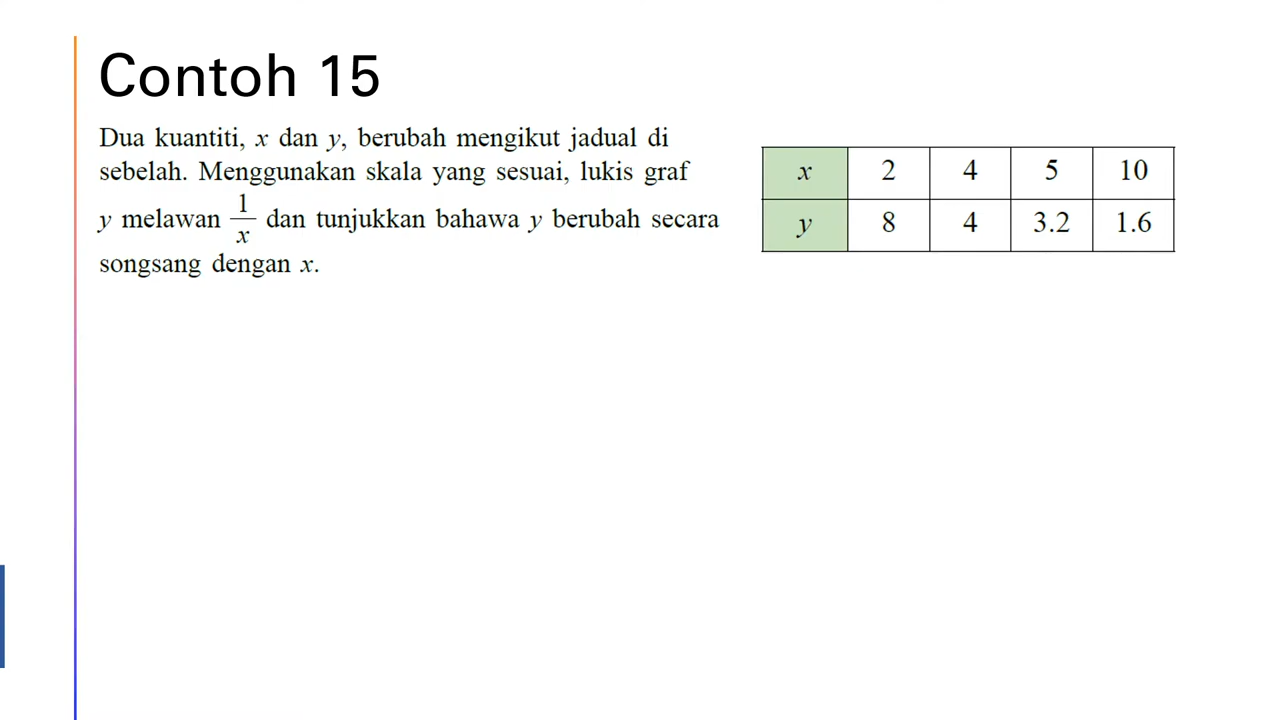 Contoh 15
Dua kuantiti, x dan y, berubah mengikut jadual di
sebelah. Menggunakan skala yang sesuai, lukis graf
y melawan 1/x dan tunjukkan bahawa y berubah secara
songsang dengan x.
x 2 4 5 10
y 8 4 3.2 1.6